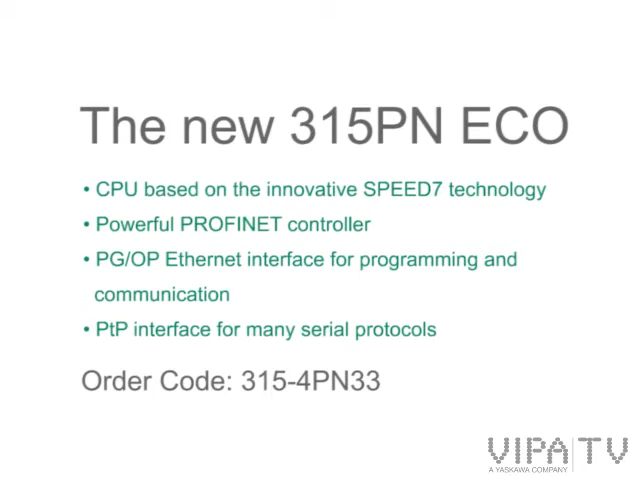 The new 315PN ECO
• CPU based on the innovative SPEED7 technology
• Powerful PROFINET controller
• PG/OP Ethernet interface for programming and
communication
• PtP interface for many serial protocols
Order Code: 315-4PN33
VIPA TV
A YASKAWA COMPANY